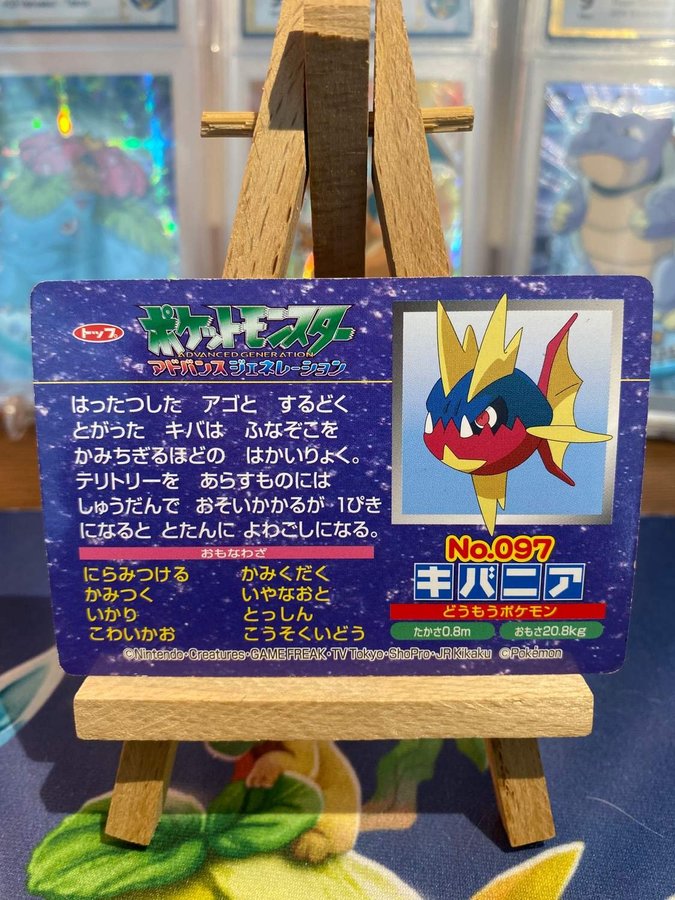 トップ
ポケットモンスター
ADVANCED GENERATION
アドバンスジェネレーション
はったつした アゴと するどく
とがった キバは ふなぞこを
かみちぎるほどの はかいりょく。
テリトリーを あらすものには
しゅうだんで おそいかかるが 1ぴき
になると とたんに よわごしになる。
おもなわざ
にらみつける かみくだく
かみつく いやなおと
いかり とっしん
こわいかお こうそくいどう
No.097
キバニア
どうもうポケモン
たかさ0.8m おもさ20.8kg
©Nintendo・Creatures・GAME FREAK・TV Tokyo・ShoPro・JR Kikaku ©Pokémon